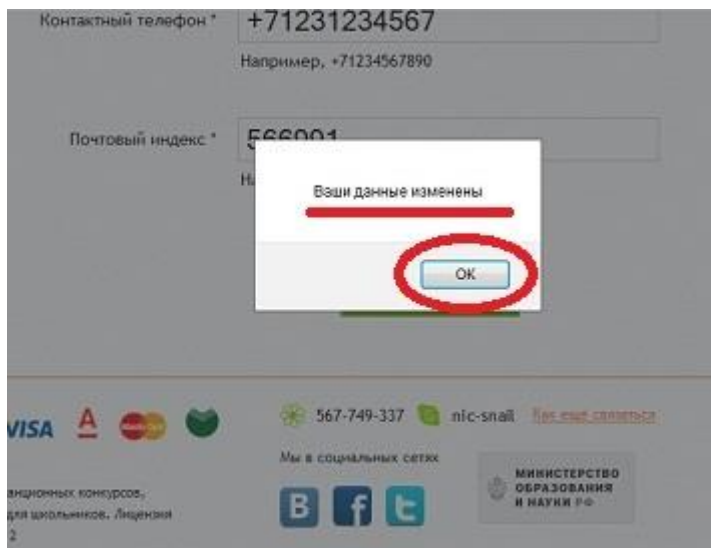 Контактный телефон *
+71231234567
Например, +71234567890
Почтовый индекс *
Ваши данные изменены
OK
VISA
567-749-337
nic-snail
Как еще связаться
Мы в социальных сетях
МИНИСТЕРСТВО
ОБРАЗОВАНИЯ
И НАУКИ РФ
конкурсов,
для школьников. Лицензия
2
В f t